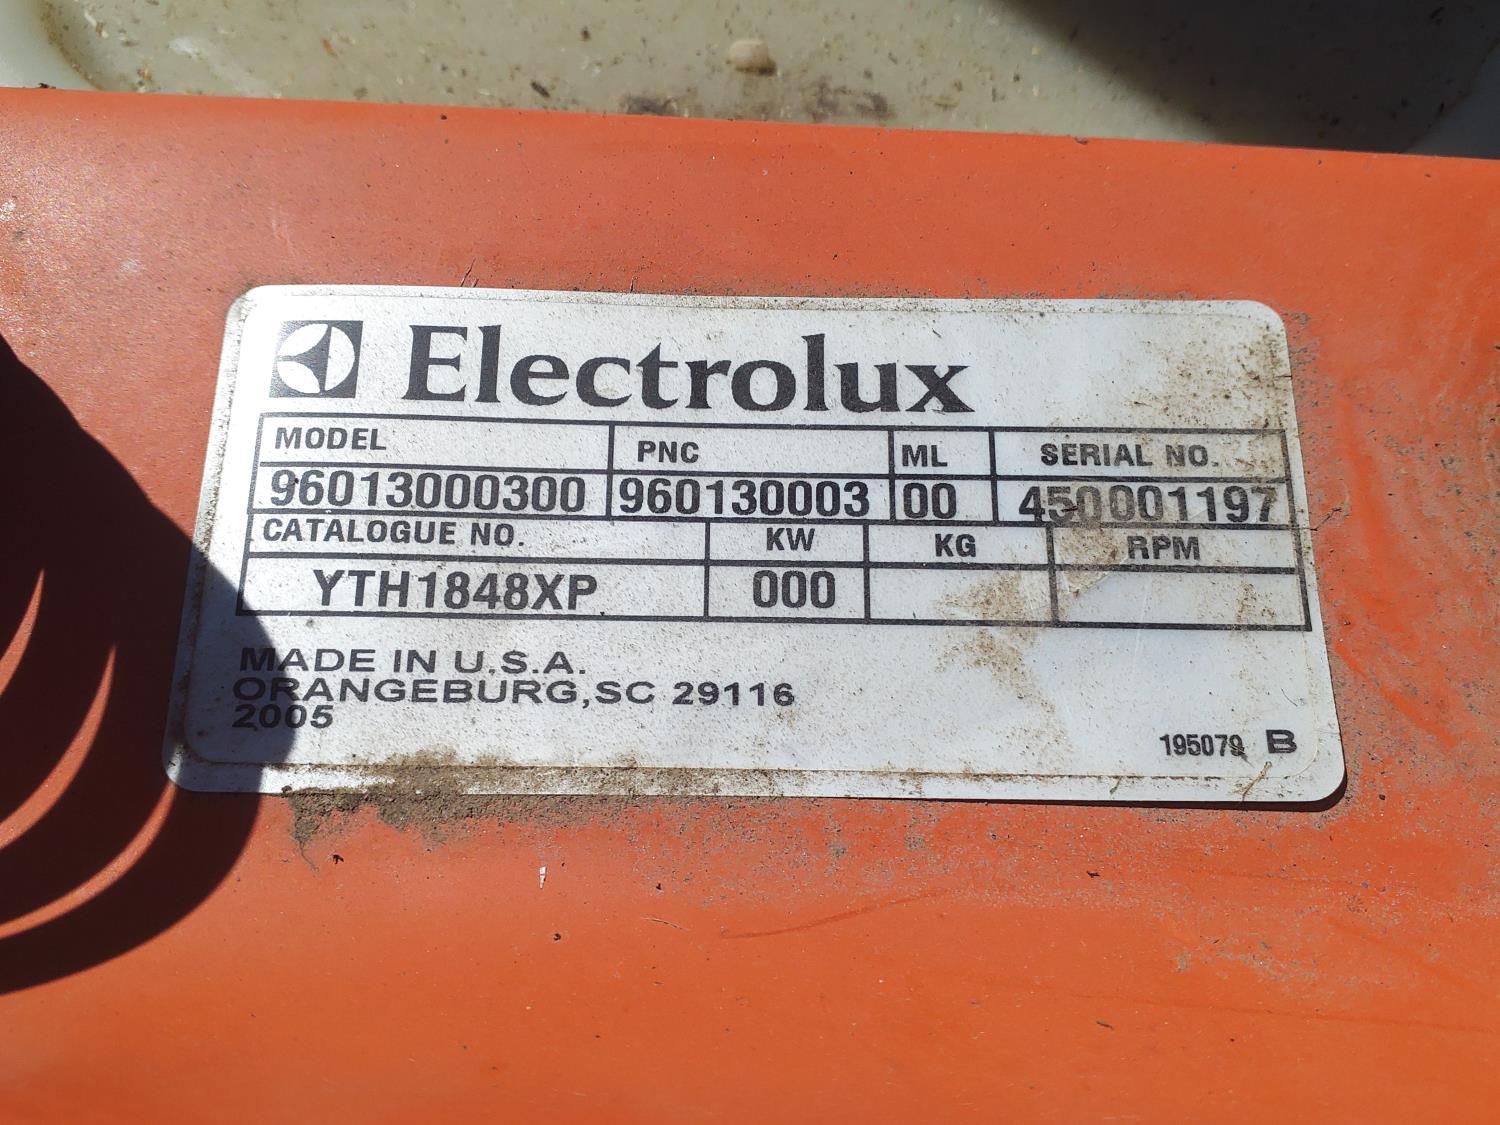 Electrolux
MODEL PNC ML SERIAL NO.
96013000300 960130003 00 450001197
CATALOGUE NO. KW KG RPM
YTH1848XP 000
MADE IN U.S.A.
ORANGEBURG,SC 29116
2005
195079 B